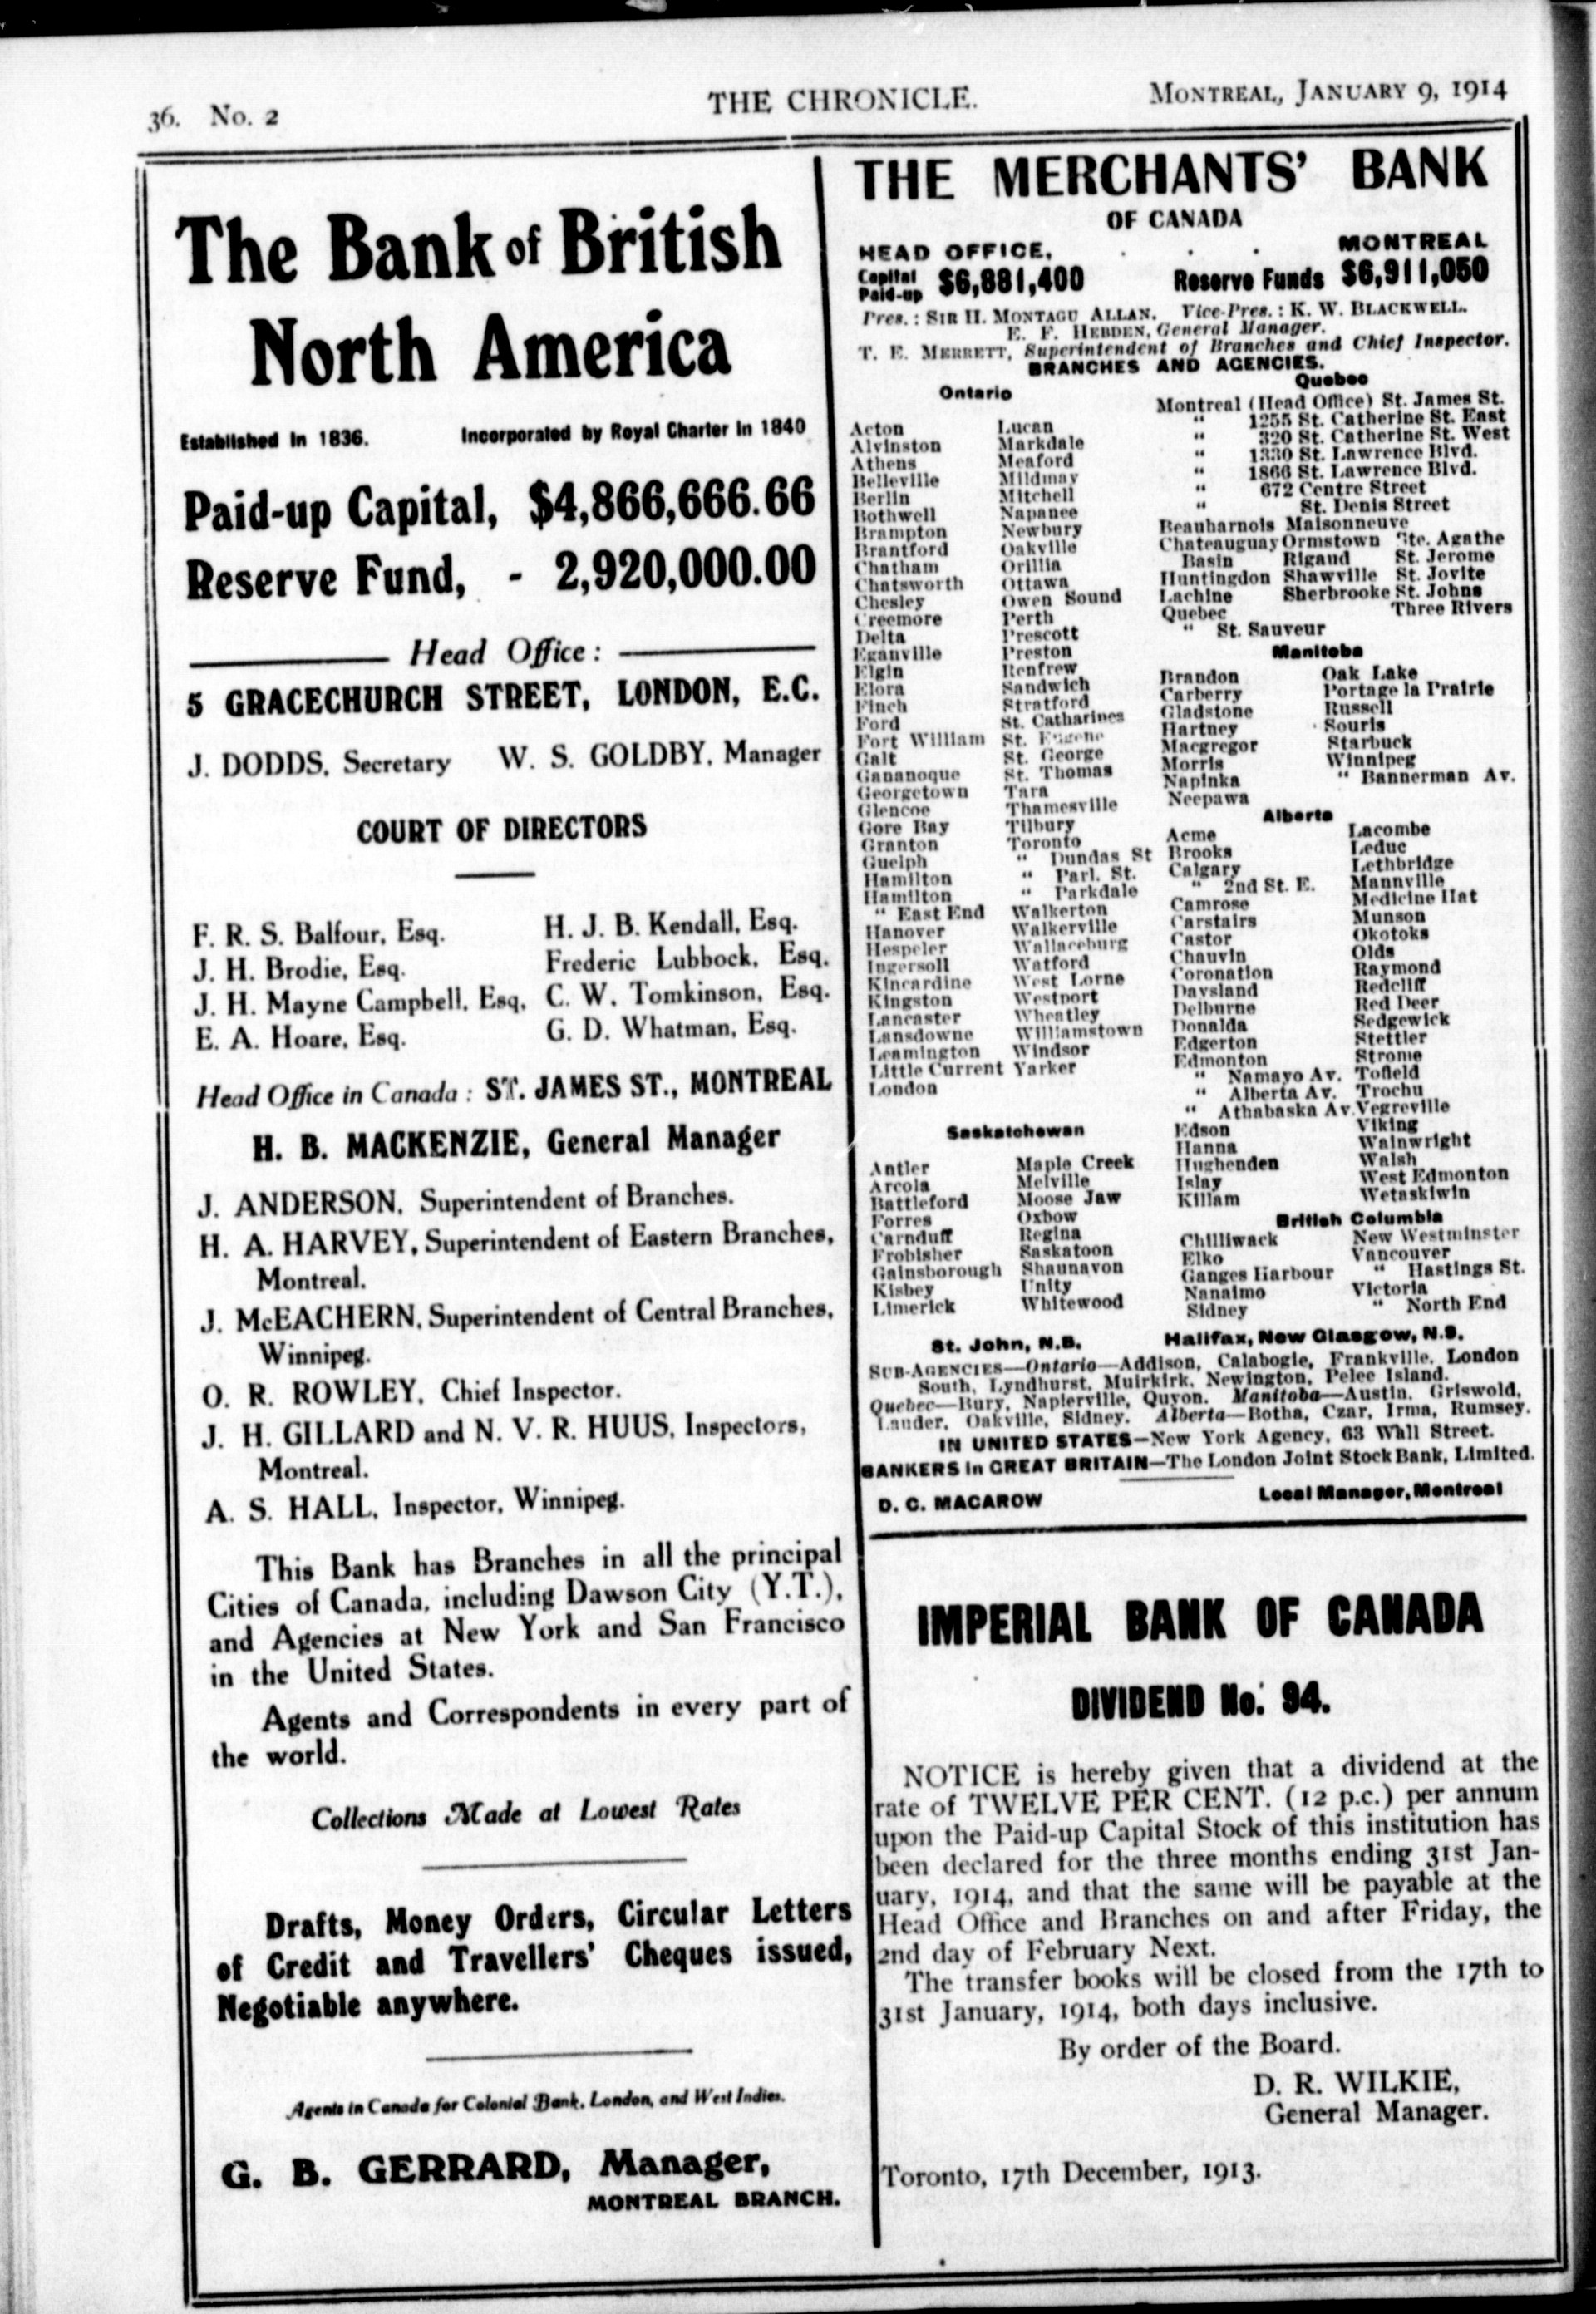 36. No. 2
THE CHRONICLE.
MONTREAL, JANUARY 9, 1914
The Bank of British
North America
Established in 1836.
Incorporated by Royal Charter in 1840
Paid-up Capital, $4,866,666.66
Reserve Fund, - 2,920,000.00
Head Office:
5 GRACECHURCH STREET, LONDON, E.C.
J. DODDS, Secretary W. S. GOLDBY, Manager
COURT OF DIRECTORS
F. R. S. Balfour, Esq. H. J. B. Kendall, Esq.
J. H. Brodie, Esq. Frederic Lubbock, Esq.
J. H. Mayne Campbell, Esq. C. W. Tomkinson, Esq.
E. A. Hoare, Esq. G. D. Whatman, Esq.
Head Office in Canada: ST. JAMES ST., MONTREAL
H. B. MACKENZIE, General Manager
J. ANDERSON, Superintendent of Branches.
H. A. HARVEY, Superintendent of Eastern Branches,
Montreal.
J. McEACHERN, Superintendent of Central Branches,
Winnipeg.
O. R. ROWLEY, Chief Inspector.
J. H. GILLARD and N. V. R. HUUS, Inspectors,
Montreal.
A. S. HALL, Inspector, Winnipeg.
This Bank has Branches in all the principal
Cities of Canada, including Dawson City (Y.T.),
and Agencies at New York and San Francisco
in the United States.
Agents and Correspondents in every part of
the world.
Collections Made at Lowest Rates
Drafts, Money Orders, Circular Letters
of Credit and Travellers' Cheques issued,
Negotiable anywhere.
Agents in Canada for Colonial Bank, London, and West Indies.
G. B. GERRARD, Manager,
MONTREAL BRANCH.
THE MERCHANTS' BANK
OF CANADA
HEAD OFFICE, . . MONTREAL
Capital Paid-up $6,881,400 Reserve Funds $6,911,050
Pres.: SIR H. MONTAGU ALLAN. Vice-Pres.: K. W. BLACKWELL.
E. F. HEBDEN, General Manager.
T. E. MERRETT, Superintendent of Branches and Chief Inspector.
BRANCHES AND AGENCIES.
Ontario
Acton Lucan
Alvinston Markdale
Athens Meaford
Belleville Mildmay
Berlin Mitchell
Bothwell Napanee
Brampton Newbury
Brantford Oakville
Chatham Orillia
Chatsworth Ottawa
Chesley Owen Sound
Creemore Perth
Delta Prescott
Eganville Preston
Elgin Renfrew
Elora Sandwich
Finch Stratford
Ford St. Catharines
Fort William St. Eugene
Galt St. George
Gananoque St. Thomas
Georgetown Tara
Glencoe Thamesville
Gore Bay Tilbury
Granton Toronto
Guelph " Dundas St
Hamilton " Parl. St.
Hamilton " Parkdale
" East End Walkerton
Hanover Walkerville
Hespeler Wallaceburg
Ingersoll Watford
Kincardine West Lorne
Kingston Westport
Lancaster Wheatley
Lansdowne Williamstown
Leamington Windsor
Little Current Yarker
London
Quebec
Montreal (Head Office) St. James St.
" 1255 St. Catherine St. East
" 320 St. Catherine St. West
" 1330 St. Lawrence Blvd.
" 1866 St. Lawrence Blvd.
" 672 Centre Street
" St. Denis Street
Beauharnois Maisonneuve
Chateauguay Ormstown Ste. Agathe
Basin Rigaud St. Jerome
Huntingdon Shawville St. Jovite
Lachine Sherbrooke St. Johns
Quebec Three Rivers
" St. Sauveur
Manitoba
Brandon Oak Lake
Carberry Portage la Prairie
Gladstone Russell
Hartney Souris
Macgregor Starbuck
Morris Winnipeg
Napinka " Bannerman Av.
Neepawa
Alberta
Acme Lacombe
Brooks Leduc
Calgary Lethbridge
" 2nd St. E. Mannville
Camrose Medicine Hat
Carstairs Munson
Castor Okotoks
Chauvin Olds
Coronation Raymond
Daysland Redcliff
Delburne Red Deer
Donalda Sedgewick
Edgerton Stettler
Edmonton Strome
" Namayo Av. Tofield
" Alberta Av. Trochu
" Athabaska Av. Vegreville
Edson Viking
Hanna Wainwright
Hughenden Walsh
Islay West Edmonton
Killam Wetaskiwin
Saskatchewan
Antler Maple Creek
Arcola Melville
Battleford Moose Jaw
Forres Oxbow
Carnduff Regina
Frobisher Saskatoon
Gainsborough Shaunavon
Kisbey Unity
Limerick Whitewood
British Columbia
Chilliwack New Westminster
Elko Vancouver
Ganges Harbour " Hastings St.
Nanaimo Victoria
Sidney " North End
St. John, N.B. Halifax, New Glasgow, N.S.
SUB-AGENCIES—Ontario—Addison, Calabogie, Frankville, London
South, Lyndhurst, Muirkirk, Newington, Pelee Island.
Quebec—Bury, Napierville, Quyon. Manitoba—Austin, Griswold,
Lauder, Oakville, Sidney. Alberta—Botha, Czar, Irma, Rumsey.
IN UNITED STATES—New York Agency, 63 Wall Street.
BANKERS in GREAT BRITAIN—The London Joint Stock Bank, Limited.
D. C. MACAROW Local Manager, Montreal
IMPERIAL BANK OF CANADA
DIVIDEND No. 94.
NOTICE is hereby given that a dividend at the
rate of TWELVE PER CENT. (12 p.c.) per annum
upon the Paid-up Capital Stock of this institution has
been declared for the three months ending 31st Jan-
uary, 1914, and that the same will be payable at the
Head Office and Branches on and after Friday, the
2nd day of February Next.
The transfer books will be closed from the 17th to
31st January, 1914, both days inclusive.
By order of the Board.
D. R. WILKIE,
General Manager.
Toronto, 17th December, 1913.